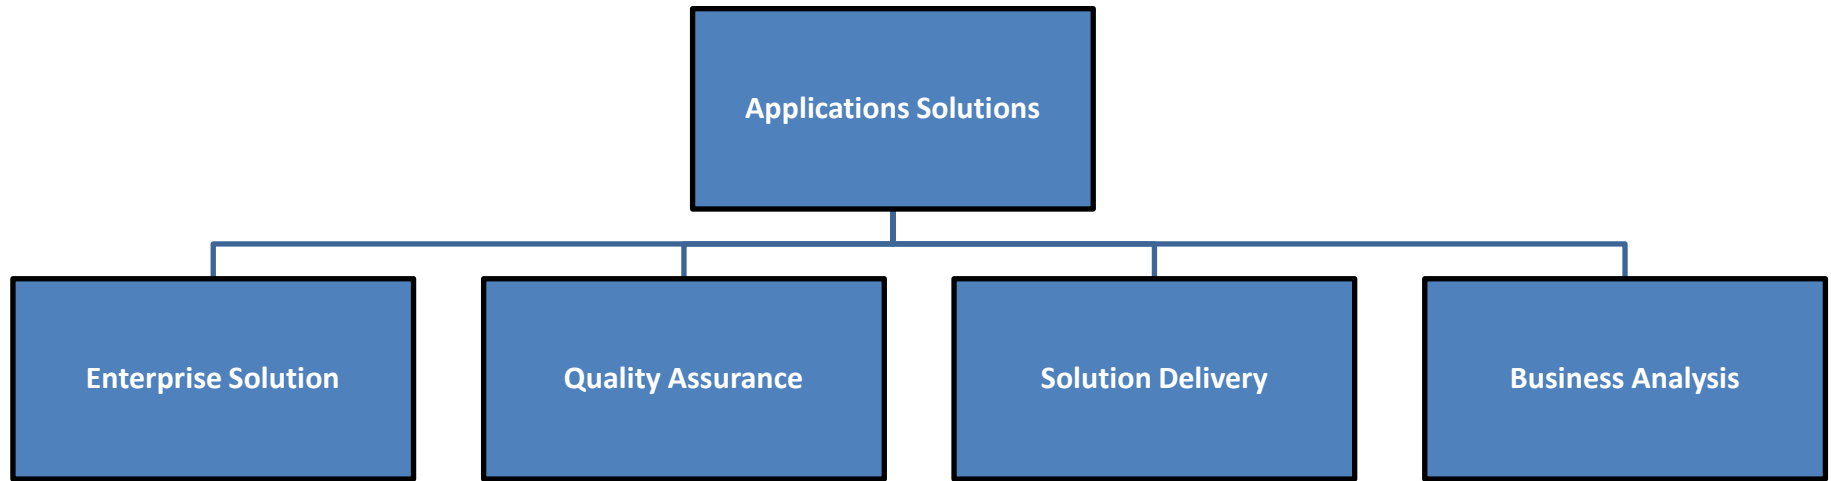 Applications Solutions
Enterprise Solution
Quality Assurance
Solution Delivery
Business Analysis